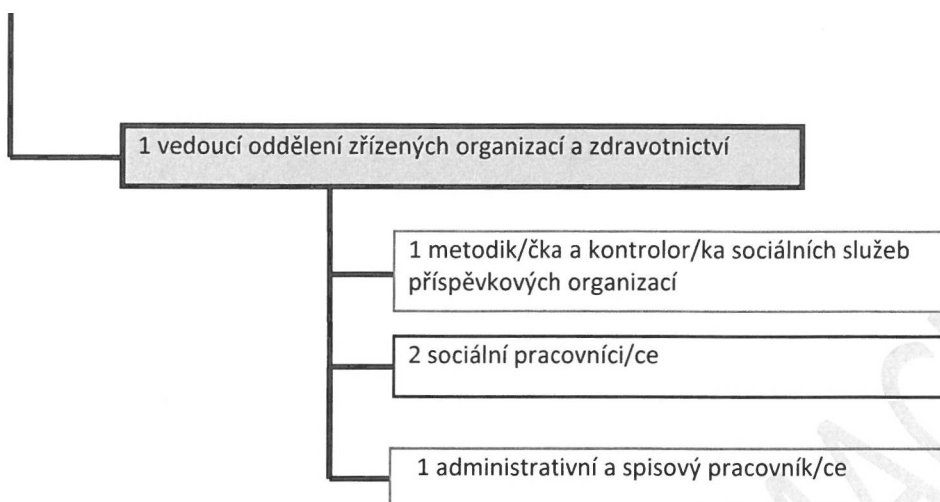 1 vedoucí oddělení zřízených organizací a zdravotnictví
1 metodik/čka a kontrolor/ka sociálních služeb
příspěvkových organizací
2 sociální pracovníci/ce
1 administrativní a spisový pracovník/ce